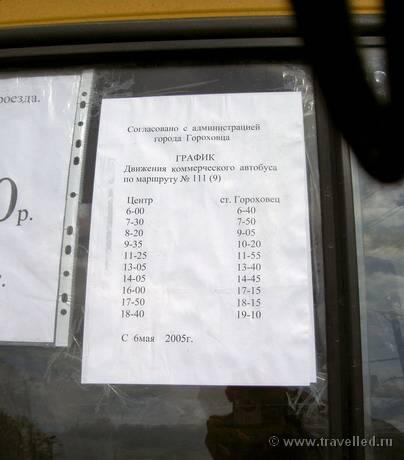 роезда.
0р.
г.
Согласовано с администрацией
города Гороховца
ГРАФИК
Движения коммерческого автобуса
по маршруту № 111 (9)
Центр ст. Гороховец
6-00 6-40
7-30 7-50
8-20 9-05
9-35 10-20
11-25 11-55
13-05 13-40
14-05 14-45
16-00 17-15
17-50 18-15
18-40 19-10
С 6мая 2005г.
© www.travelled.ru